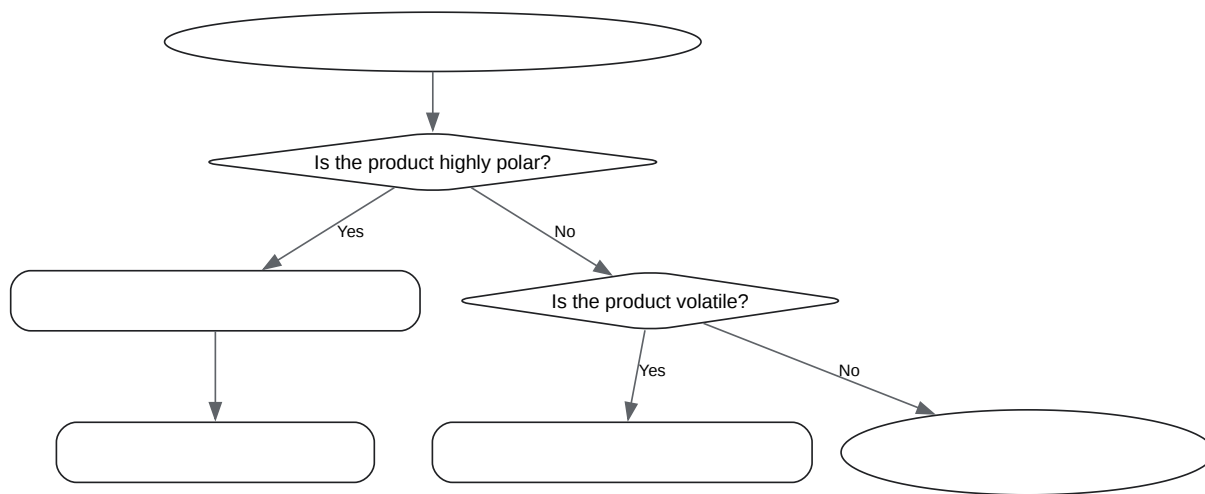 Is the product highly polar?
Yes
No
Is the product volatile?
Yes
No